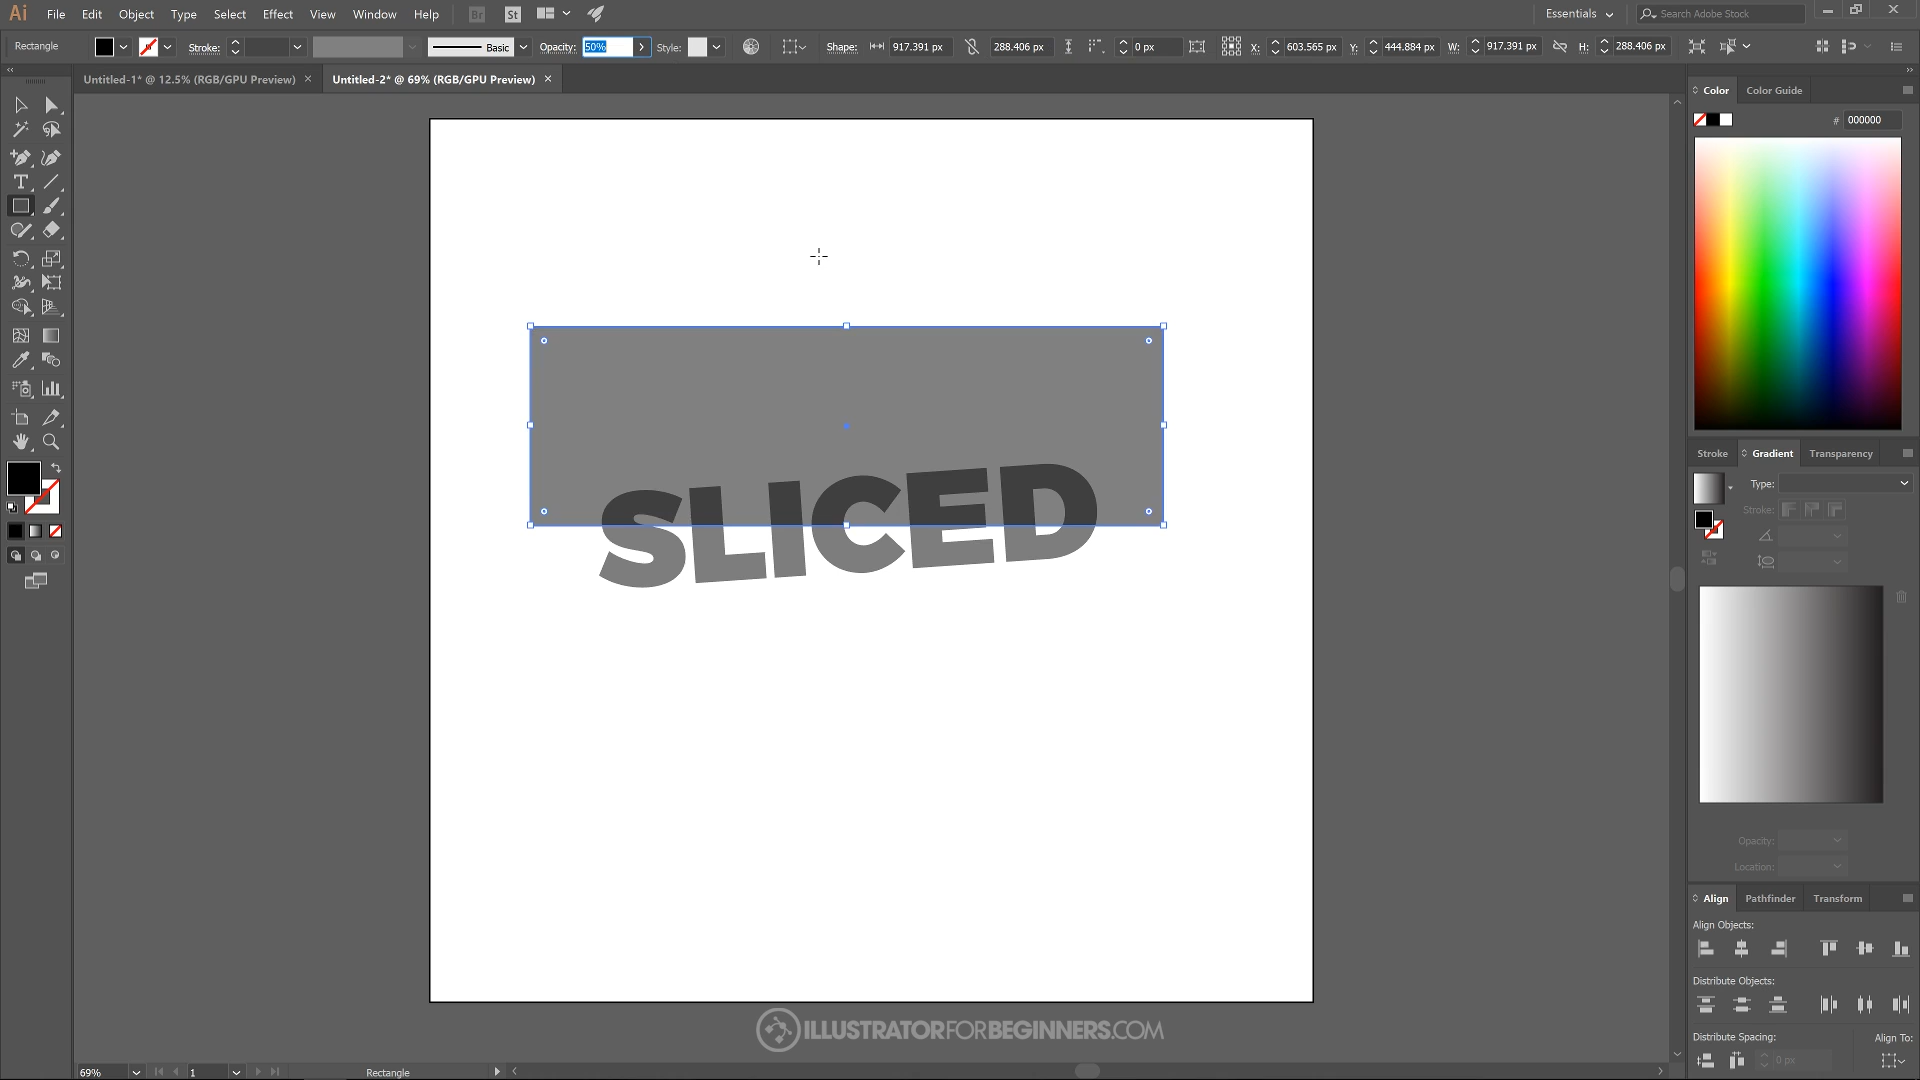 Ai File Edit Object Type Select Effect View Window Help Br St Essentials Search Adobe Stock
Rectangle Stroke: Basic Opacity: 50% Style: Shape: 917.391 px 288.406 px 0 px X: 603.565 px Y: 444.884 px W: 917.391 px H: 288.406 px
Untitled-1* @ 12.5% (RGB/GPU Preview) × Untitled-2* @ 69% (RGB/GPU Preview) ×
Color Color Guide
# 000000
Stroke Gradient Transparency
Type:
Stroke:
SLICED
Opacity:
Location:
Align Pathfinder Transform
Align Objects:
Distribute Objects:
Distribute Spacing: Align To:
0 px
ILLUSTRATORFORBEGINNERS.COM
69% 1 Rectangle